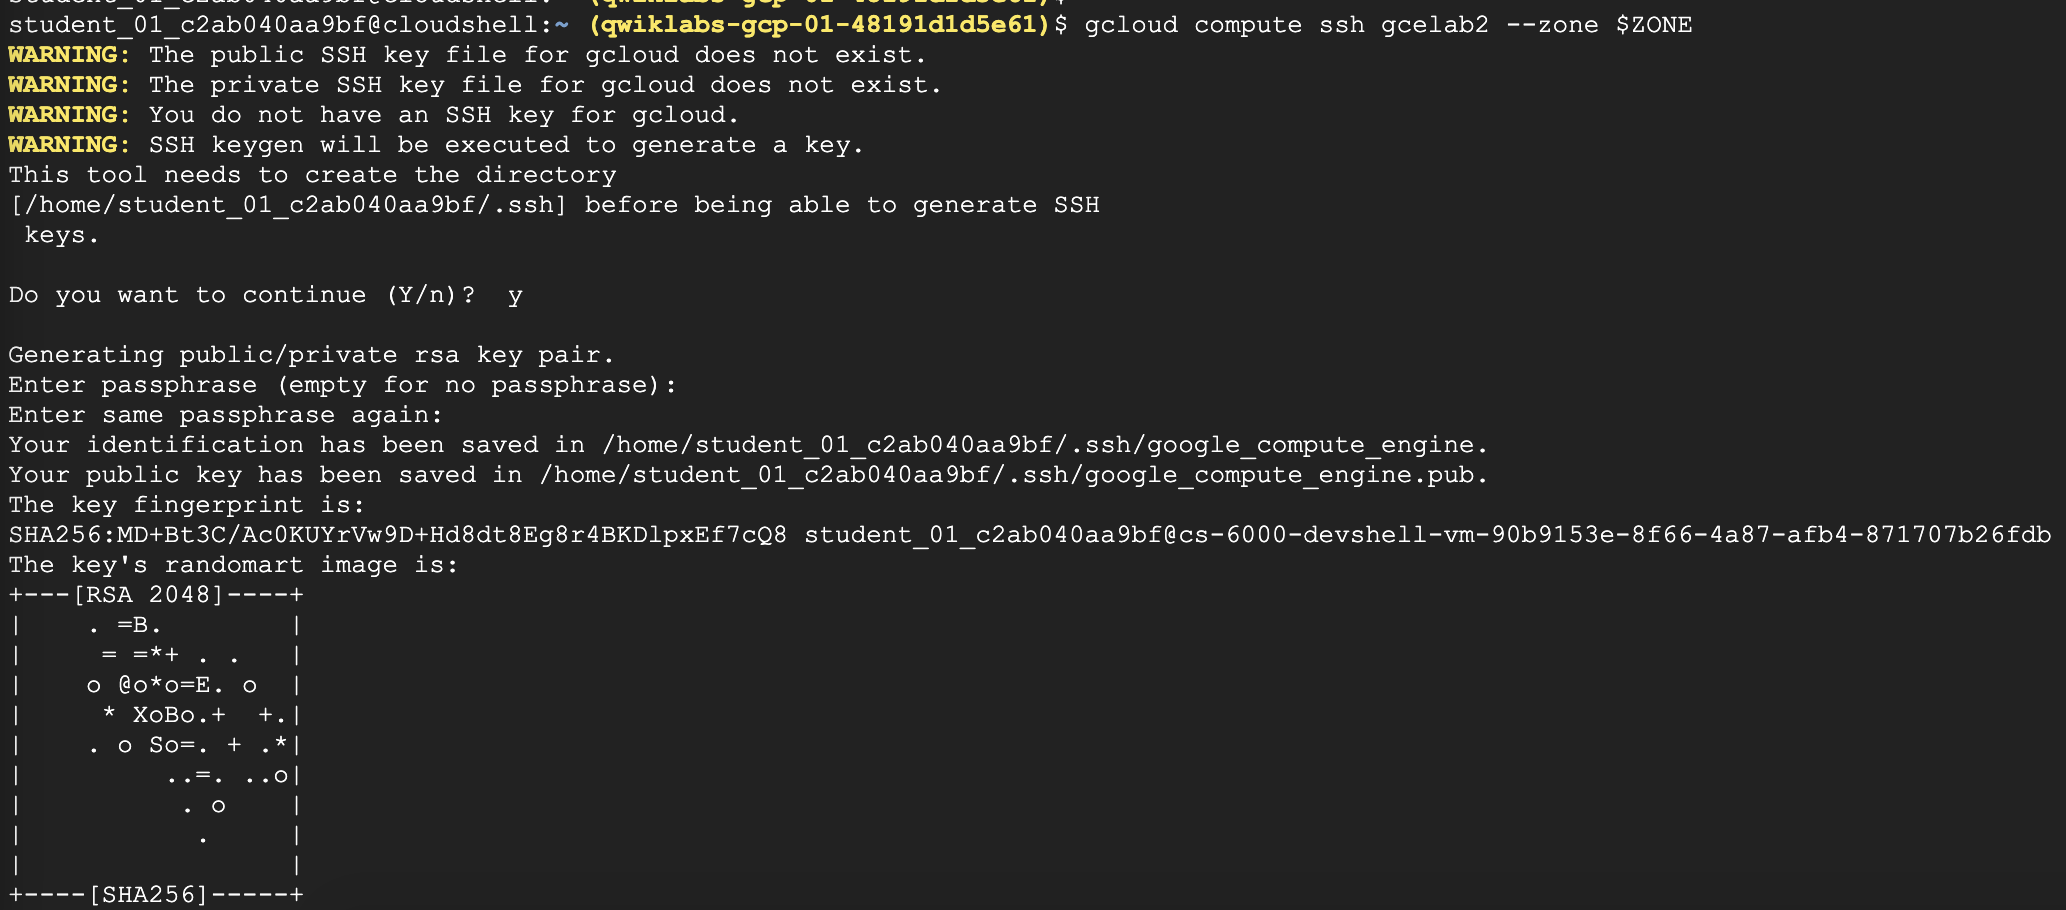 student_01_c2ab040aa9bf@cloudshell:~ (qwiklabs-gcp-01-48191d1d5e61)$
student_01_c2ab040aa9bf@cloudshell:~ (qwiklabs-gcp-01-48191d1d5e61)$ gcloud compute ssh gcelab2 --zone $ZONE
WARNING: The public SSH key file for gcloud does not exist.
WARNING: The private SSH key file for gcloud does not exist.
WARNING: You do not have an SSH key for gcloud.
WARNING: SSH keygen will be executed to generate a key.
This tool needs to create the directory
[/home/student_01_c2ab040aa9bf/.ssh] before being able to generate SSH
 keys.
Do you want to continue (Y/n)?  y
Generating public/private rsa key pair.
Enter passphrase (empty for no passphrase):
Enter same passphrase again:
Your identification has been saved in /home/student_01_c2ab040aa9bf/.ssh/google_compute_engine.
Your public key has been saved in /home/student_01_c2ab040aa9bf/.ssh/google_compute_engine.pub.
The key fingerprint is:
SHA256:MD+Bt3C/Ac0KUYrVw9D+Hd8dt8Eg8r4BKDlpxEf7cQ8 student_01_c2ab040aa9bf@cs-6000-devshell-vm-90b9153e-8f66-4a87-afb4-871707b26fdb
The key's randomart image is:
+---[RSA 2048]----+
|    . =B.        |
|     = =*+ . .   |
|    o @o*o=E. o  |
|     * XoBo.+  +.|
|    . o So=. + .*|
|         ..=. ..o|
|          . o    |
|           .     |
|                 |
+----[SHA256]-----+